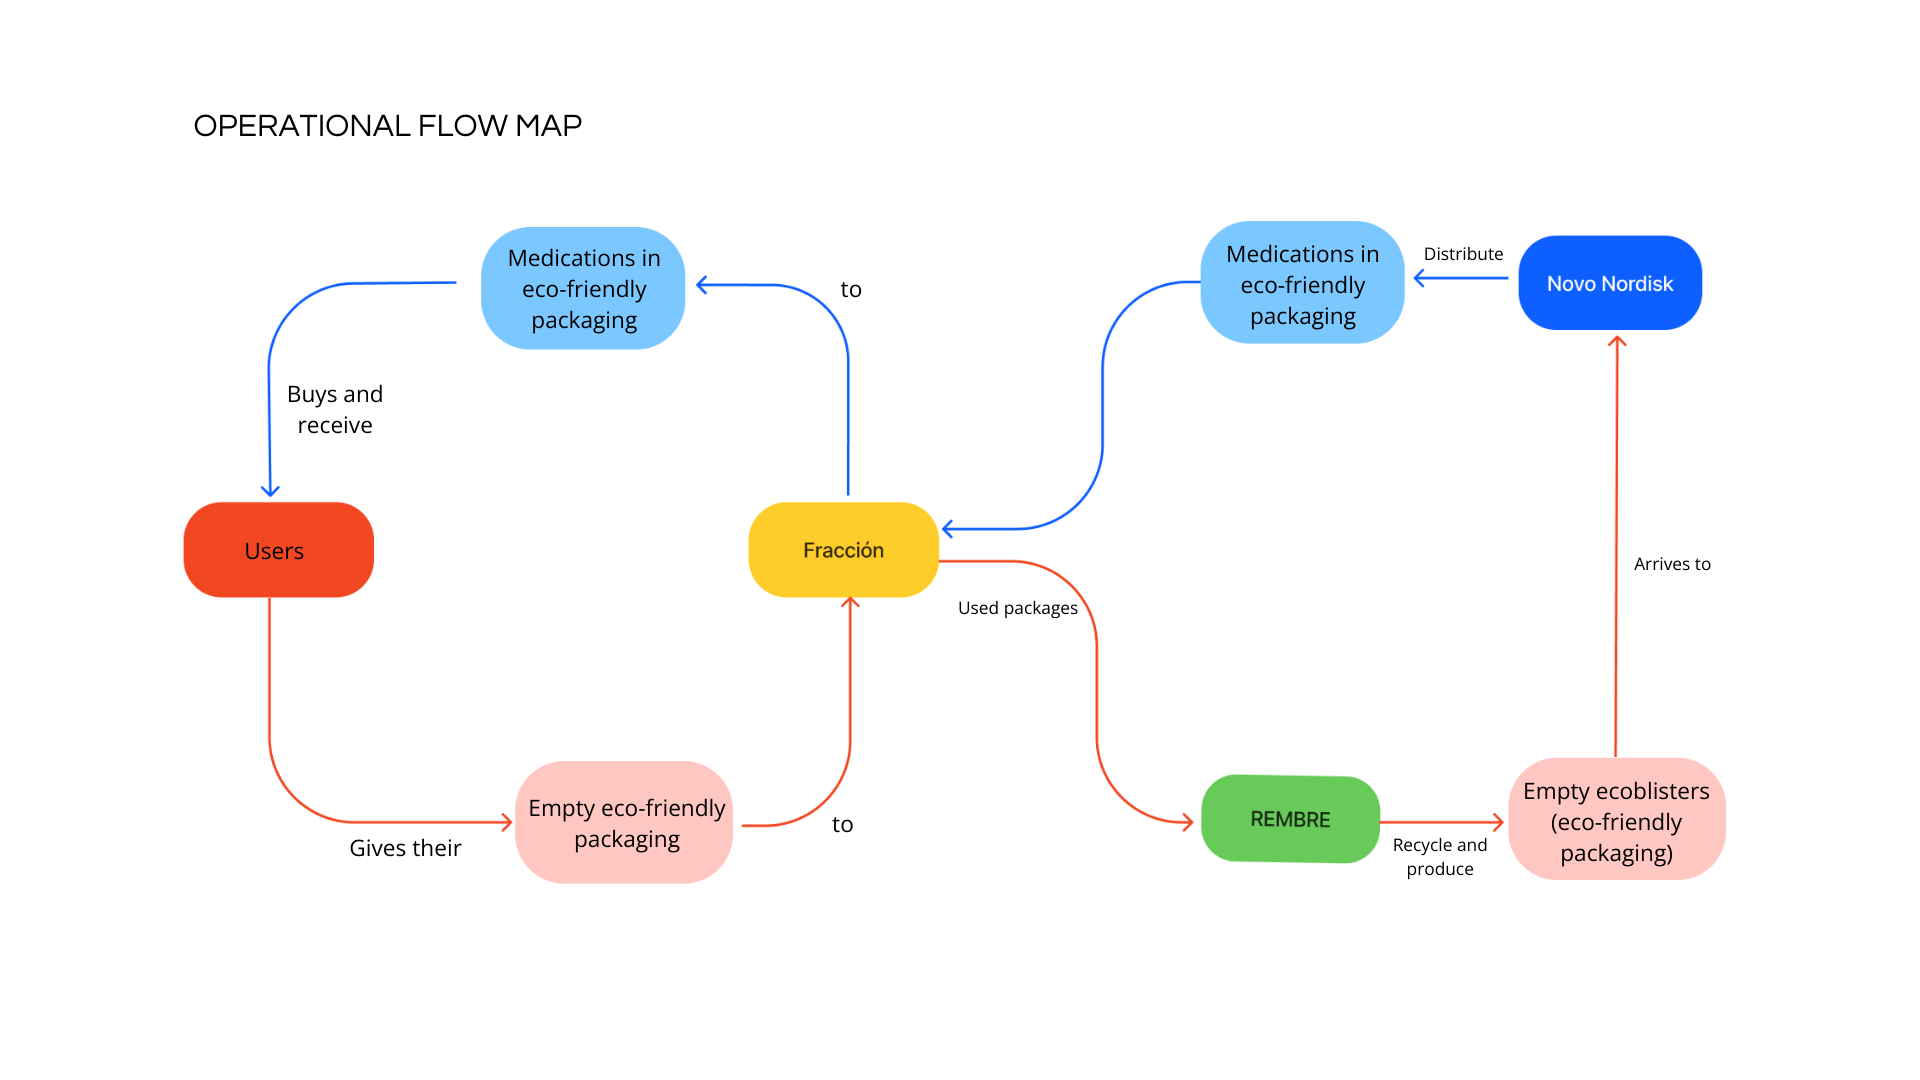 OPERATIONAL FLOW MAP
Medications in
eco-friendly
packaging
to
Medications in
eco-friendly
packaging
Distribute
Novo Nordisk
Buys and
receive
Users
Fracción
Arrives to
Used packages
Gives their
Empty eco-friendly
packaging
to
REMBRE
Recycle and
produce
Empty ecoblisters
(eco-friendly
packaging)